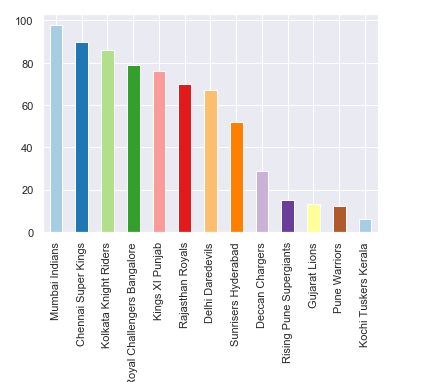 100
80
60
40
20
0
Mumbai Indians
Chennai Super Kings
Kolkata Knight Riders
Royal Challengers Bangalore
Kings XI Punjab
Rajasthan Royals
Delhi Daredevils
Sunrisers Hyderabad
Deccan Chargers
Rising Pune Supergiants
Gujarat Lions
Pune Warriors
Kochi Tuskers Kerala